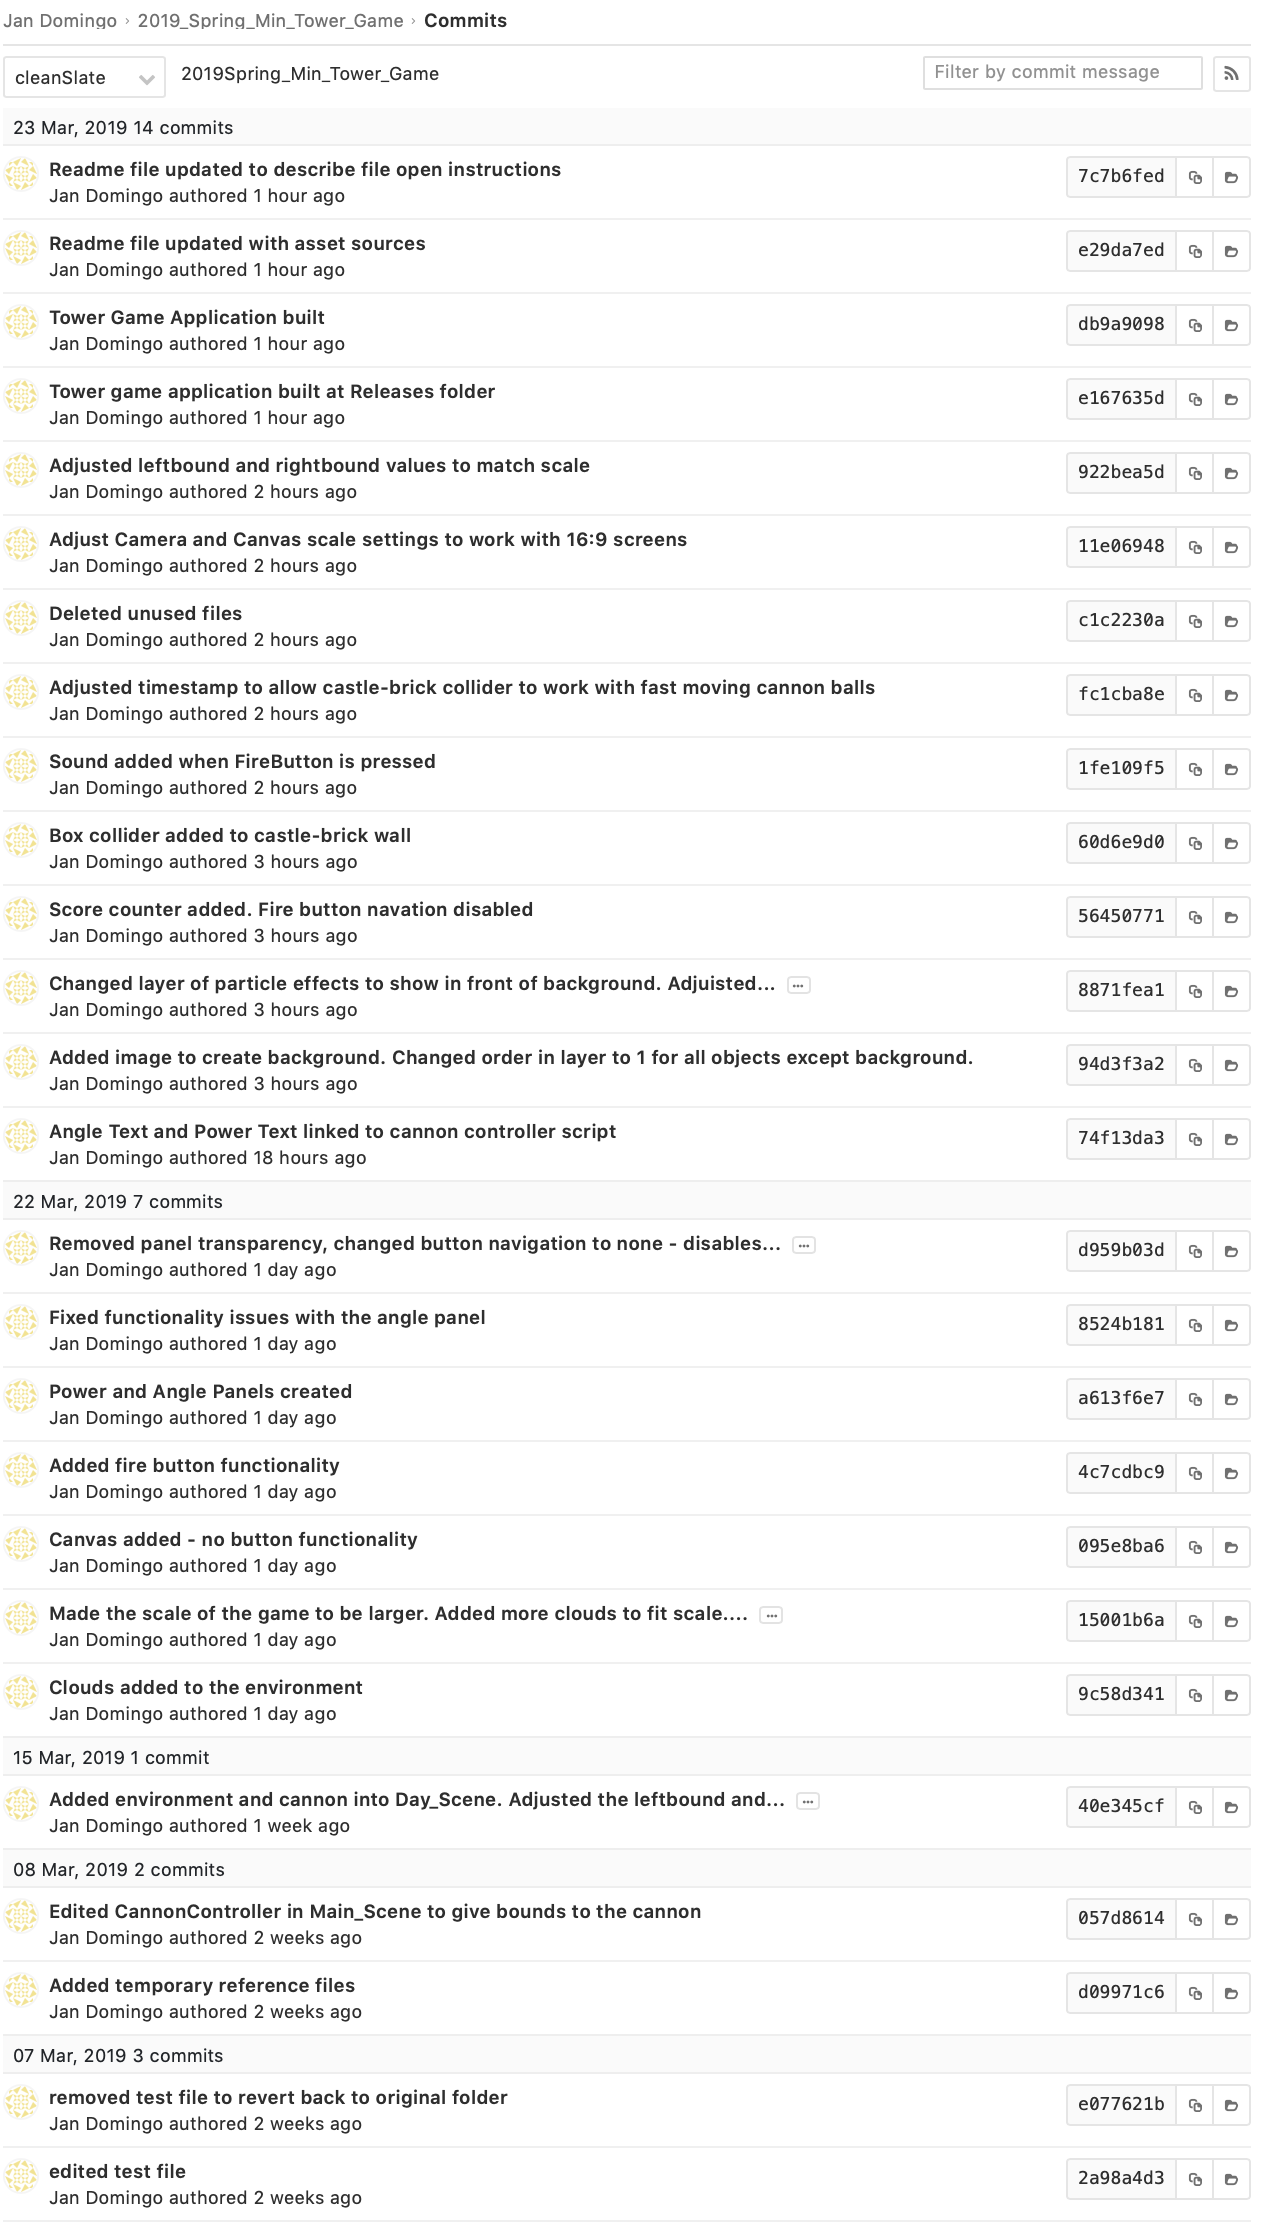 Jan Domingo › 2019_Spring_Min_Tower_Game › Commits
cleanSlate
2019Spring_Min_Tower_Game
Filter by commit message
23 Mar, 2019 14 commits
Readme file updated to describe file open instructions
7c7b6fed
Jan Domingo authored 1 hour ago
Readme file updated with asset sources
e29da7ed
Jan Domingo authored 1 hour ago
Tower Game Application built
db9a9098
Jan Domingo authored 1 hour ago
Tower game application built at Releases folder
e167635d
Jan Domingo authored 1 hour ago
Adjusted leftbound and rightbound values to match scale
922bea5d
Jan Domingo authored 2 hours ago
Adjust Camera and Canvas scale settings to work with 16:9 screens
11e06948
Jan Domingo authored 2 hours ago
Deleted unused files
c1c2230a
Jan Domingo authored 2 hours ago
Adjusted timestamp to allow castle-brick collider to work with fast moving cannon balls
fc1cba8e
Jan Domingo authored 2 hours ago
Sound added when FireButton is pressed
1fe109f5
Jan Domingo authored 2 hours ago
Box collider added to castle-brick wall
60d6e9d0
Jan Domingo authored 3 hours ago
Score counter added. Fire button navation disabled
56450771
Jan Domingo authored 3 hours ago
Changed layer of particle effects to show in front of background. Adjuisted... ...
8871fea1
Jan Domingo authored 3 hours ago
Added image to create background. Changed order in layer to 1 for all objects except background.
94d3f3a2
Jan Domingo authored 3 hours ago
Angle Text and Power Text linked to cannon controller script
74f13da3
Jan Domingo authored 18 hours ago
22 Mar, 2019 7 commits
Removed panel transparency, changed button navigation to none - disables... ...
d959b03d
Jan Domingo authored 1 day ago
Fixed functionality issues with the angle panel
8524b181
Jan Domingo authored 1 day ago
Power and Angle Panels created
a613f6e7
Jan Domingo authored 1 day ago
Added fire button functionality
4c7cdbc9
Jan Domingo authored 1 day ago
Canvas added - no button functionality
095e8ba6
Jan Domingo authored 1 day ago
Made the scale of the game to be larger. Added more clouds to fit scale.... ...
15001b6a
Jan Domingo authored 1 day ago
Clouds added to the environment
9c58d341
Jan Domingo authored 1 day ago
15 Mar, 2019 1 commit
Added environment and cannon into Day_Scene. Adjusted the leftbound and... ...
40e345cf
Jan Domingo authored 1 week ago
08 Mar, 2019 2 commits
Edited CannonController in Main_Scene to give bounds to the cannon
057d8614
Jan Domingo authored 2 weeks ago
Added temporary reference files
d09971c6
Jan Domingo authored 2 weeks ago
07 Mar, 2019 3 commits
removed test file to revert back to original folder
e077621b
Jan Domingo authored 2 weeks ago
edited test file
2a98a4d3
Jan Domingo authored 2 weeks ago